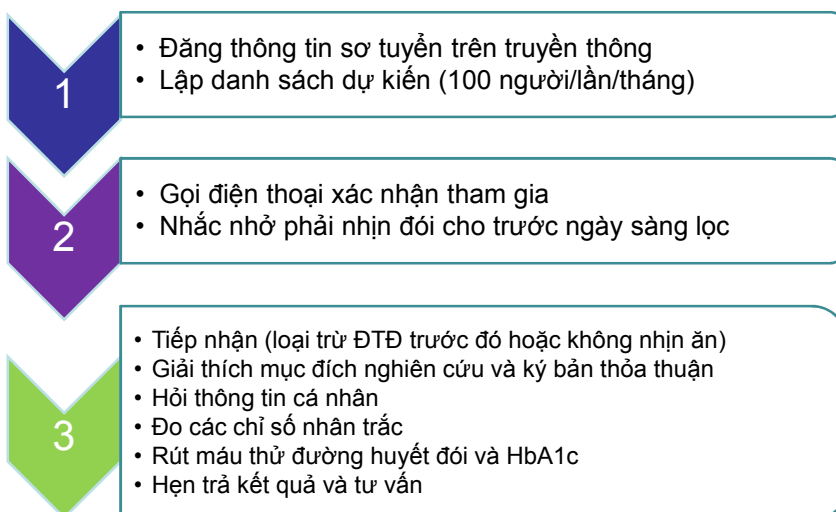 1
• Đăng thông tin sơ tuyển trên truyền thông
• Lập danh sách dự kiến (100 người/lần/tháng)
2
• Gọi điện thoại xác nhận tham gia
• Nhắc nhở phải nhịn đói cho trước ngày sàng lọc
3
• Tiếp nhận (loại trừ ĐTĐ trước đó hoặc không nhịn ăn)
• Giải thích mục đích nghiên cứu và ký bản thỏa thuận
• Hỏi thông tin cá nhân
• Đo các chỉ số nhân trắc
• Rút máu thử đường huyết đói và HbA1c
• Hẹn trả kết quả và tư vấn